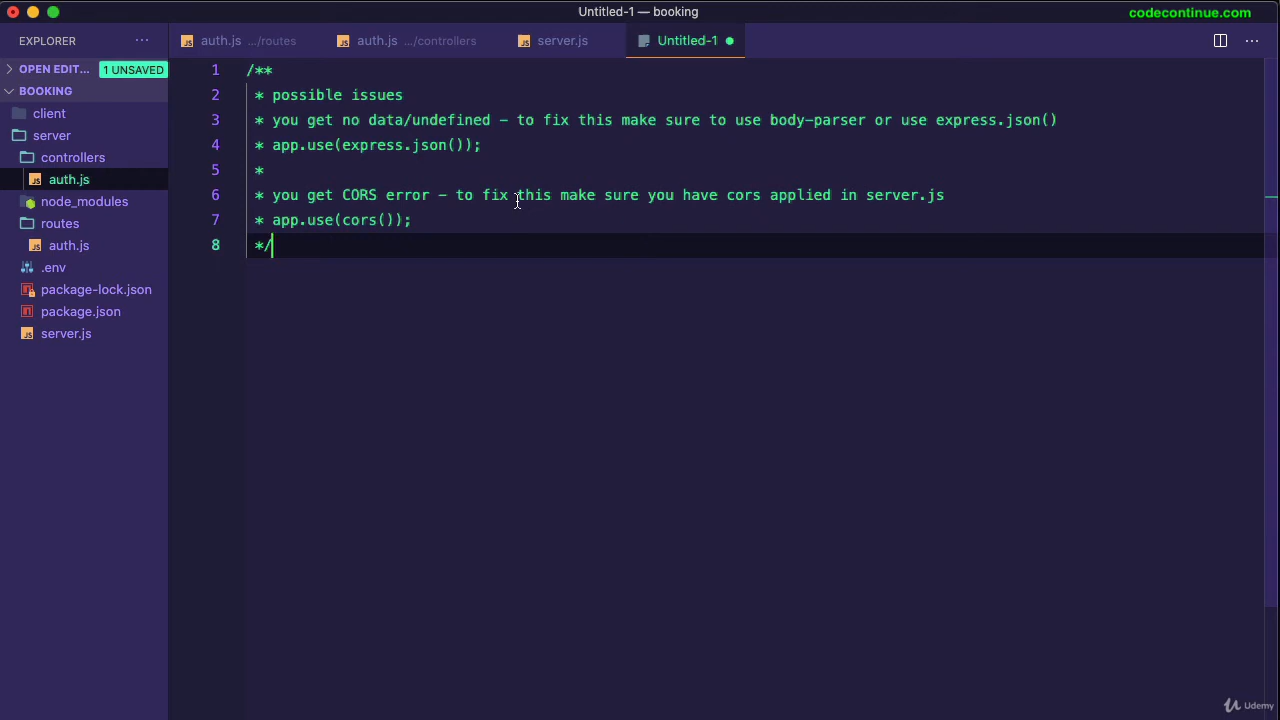 Untitled-1 — booking
codecontinue.com
EXPLORER
auth.js .../routes
auth.js .../controllers
server.js
Untitled-1
OPEN EDIT... 1 UNSAVED
BOOKING
client
server
controllers
auth.js
node_modules
routes
auth.js
.env
package-lock.json
package.json
server.js
1 /**
2 * possible issues
3 * you get no data/undefined - to fix this make sure to use body-parser or use express.json()
4 * app.use(express.json());
5 *
6 * you get CORS error - to fix this make sure you have cors applied in server.js
7 * app.use(cors());
8 */
Udemy